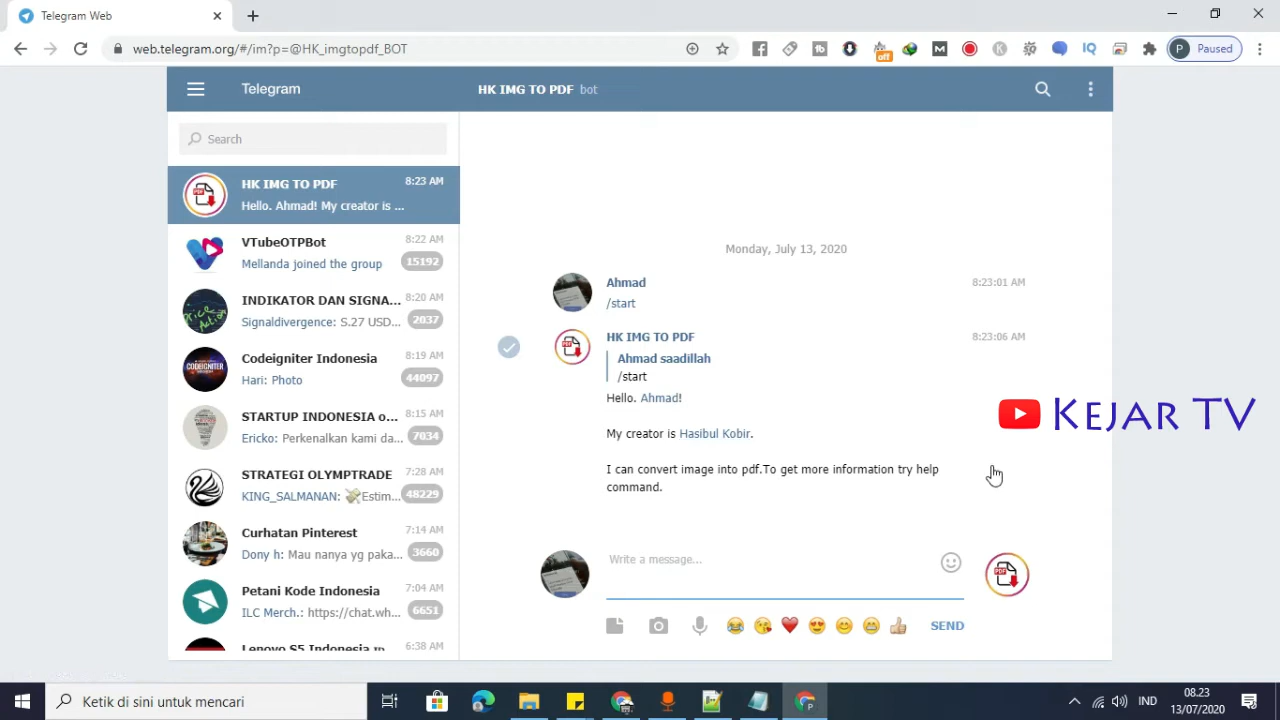 Telegram Web
web.telegram.org/#/im?p=@HK_imgtopdf_BOT
off
P Paused
Telegram
HK IMG TO PDF bot
Search
HK IMG TO PDF 8:23 AM
Hello. Ahmad! My creator is ...
VTubeOTPBot 8:22 AM
Mellanda joined the group 15192
INDIKATOR DAN SIGNA... 8:20 AM
Signaldivergence: S.27 USD... 2037
Codeigniter Indonesia 8:19 AM
Hari: Photo 44097
STARTUP INDONESIA o... 8:15 AM
Ericko: Perkenalkan kami da... 7034
STRATEGI OLYMPTRADE 7:28 AM
KING_SALMANAN: 💸Estim... 48229
Curhatan Pinterest 7:14 AM
Dony h: Mau nanya yg paka... 3660
Petani Kode Indonesia 7:04 AM
ILC Merch.: https://chat.wh... 6651
Lenovo S5 Indonesia ID 6:38 AM
Monday, July 13, 2020
Ahmad 8:23:01 AM
/start
HK IMG TO PDF 8:23:06 AM
Ahmad saadillah
/start
Hello. Ahmad!
My creator is Hasibul Kobir.
I can convert image into pdf.To get more information try help
command.
KEJAR TV
Write a message...
SEND
Ketik di sini untuk mencari
IND
08.23
13/07/2020